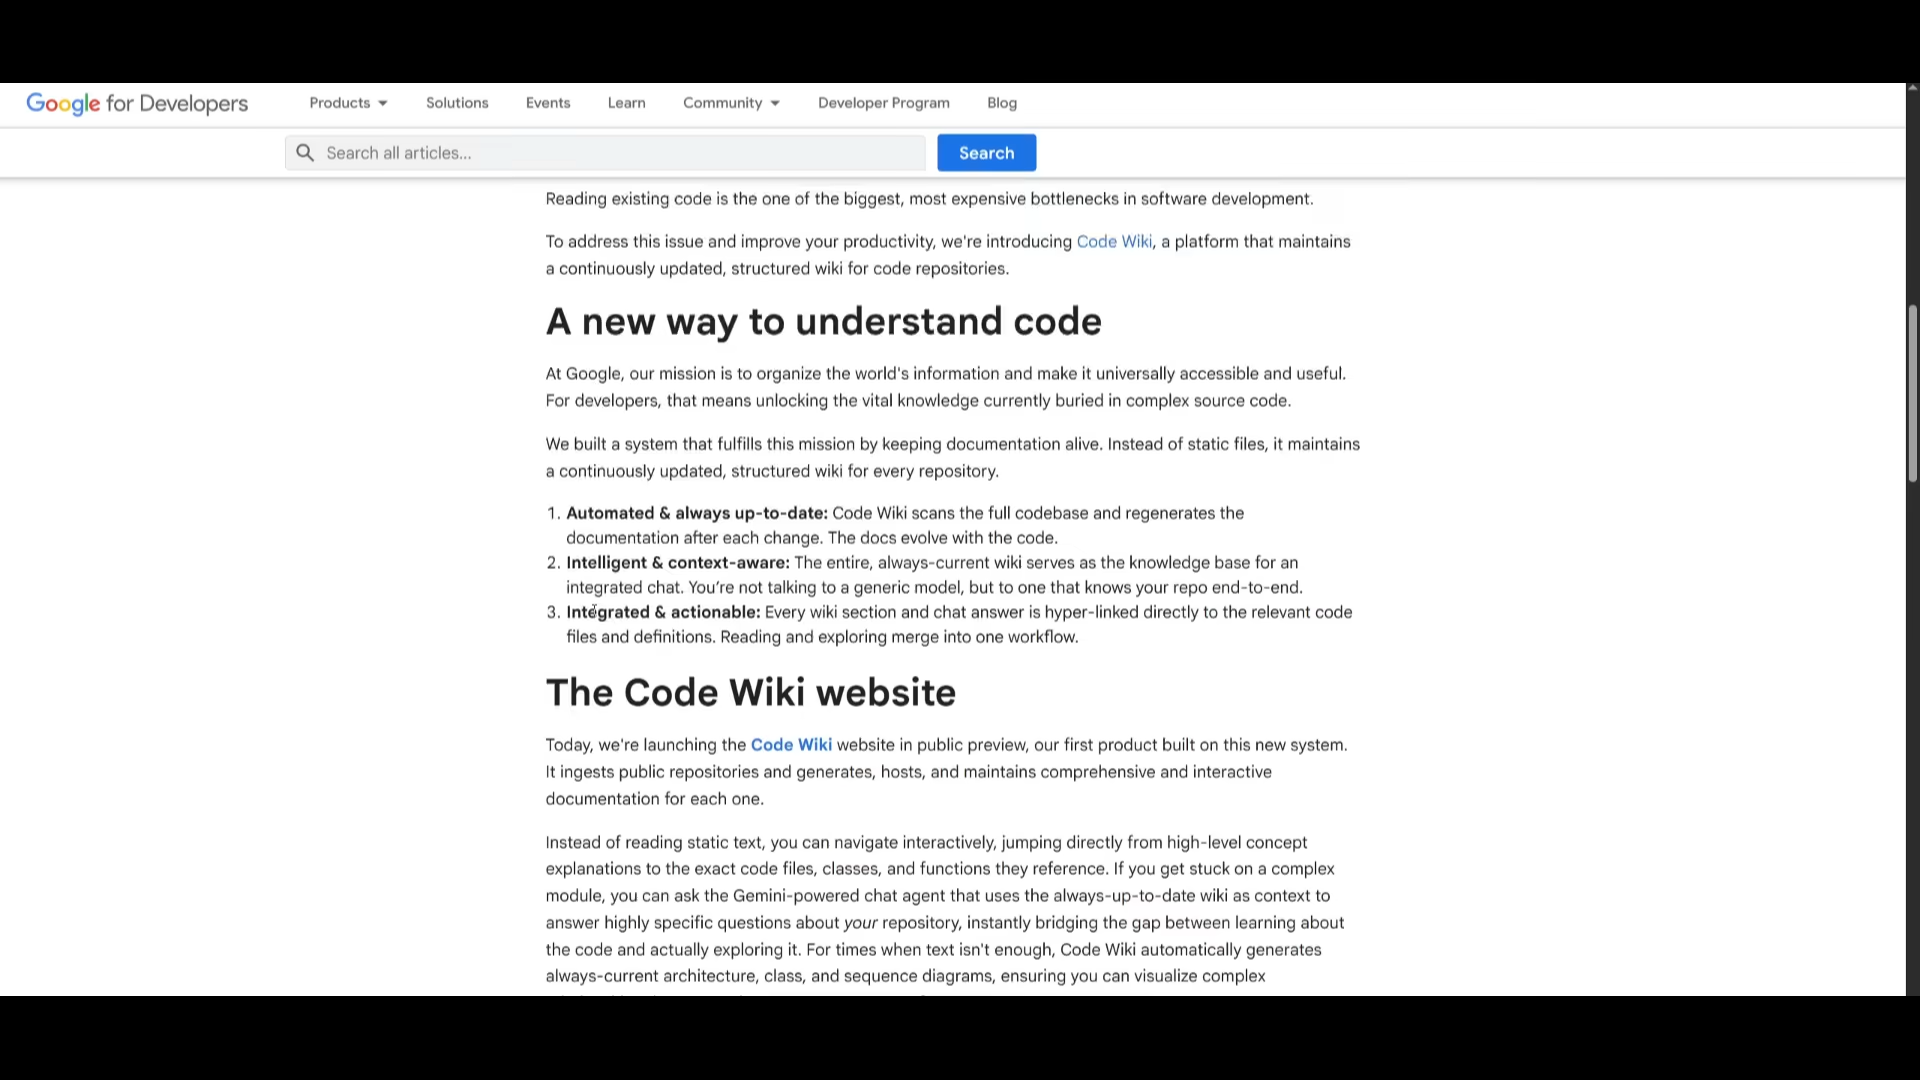 Google for Developers Products Solutions Events Learn Community Developer Program Blog
Search all articles... Search
Reading existing code is the one of the biggest, most expensive bottlenecks in software development.
To address this issue and improve your productivity, we're introducing Code Wiki, a platform that maintains
a continuously updated, structured wiki for code repositories.
A new way to understand code
At Google, our mission is to organize the world's information and make it universally accessible and useful.
For developers, that means unlocking the vital knowledge currently buried in complex source code.
We built a system that fulfills this mission by keeping documentation alive. Instead of static files, it maintains
a continuously updated, structured wiki for every repository.
1. Automated & always up-to-date: Code Wiki scans the full codebase and regenerates the
documentation after each change. The docs evolve with the code.
2. Intelligent & context-aware: The entire, always-current wiki serves as the knowledge base for an
integrated chat. You’re not talking to a generic model, but to one that knows your repo end-to-end.
3. Integrated & actionable: Every wiki section and chat answer is hyper-linked directly to the relevant code
files and definitions. Reading and exploring merge into one workflow.
The Code Wiki website
Today, we're launching the Code Wiki website in public preview, our first product built on this new system.
It ingests public repositories and generates, hosts, and maintains comprehensive and interactive
documentation for each one.
Instead of reading static text, you can navigate interactively, jumping directly from high-level concept
explanations to the exact code files, classes, and functions they reference. If you get stuck on a complex
module, you can ask the Gemini-powered chat agent that uses the always-up-to-date wiki as context to
answer highly specific questions about your repository, instantly bridging the gap between learning about
the code and actually exploring it. For times when text isn't enough, Code Wiki automatically generates
always-current architecture, class, and sequence diagrams, ensuring you can visualize complex